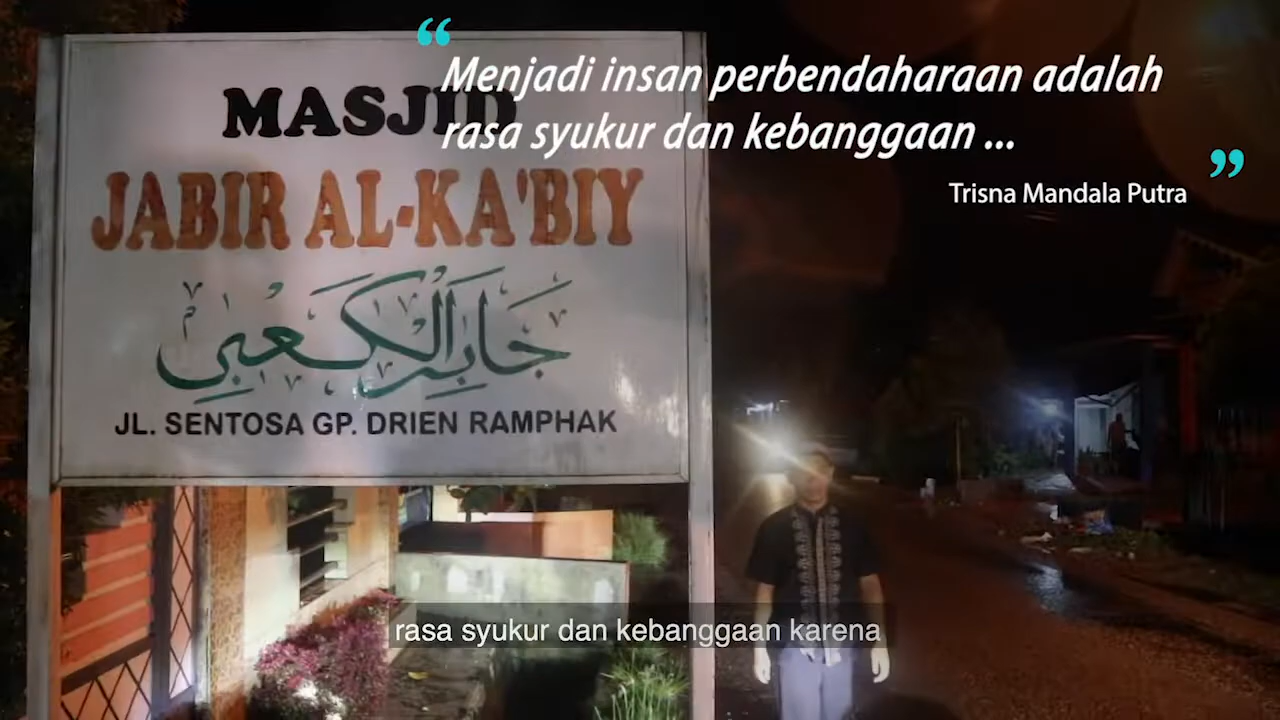 “
Menjadi insan perbendaharaan adalah
rasa syukur dan kebanggaan ...
”
Trisna Mandala Putra
MASJID
JABIR AL-KA'BIY
جابر الكعبي
JL. SENTOSA GP. DRIEN RAMPHAK
rasa syukur dan kebanggaan karena